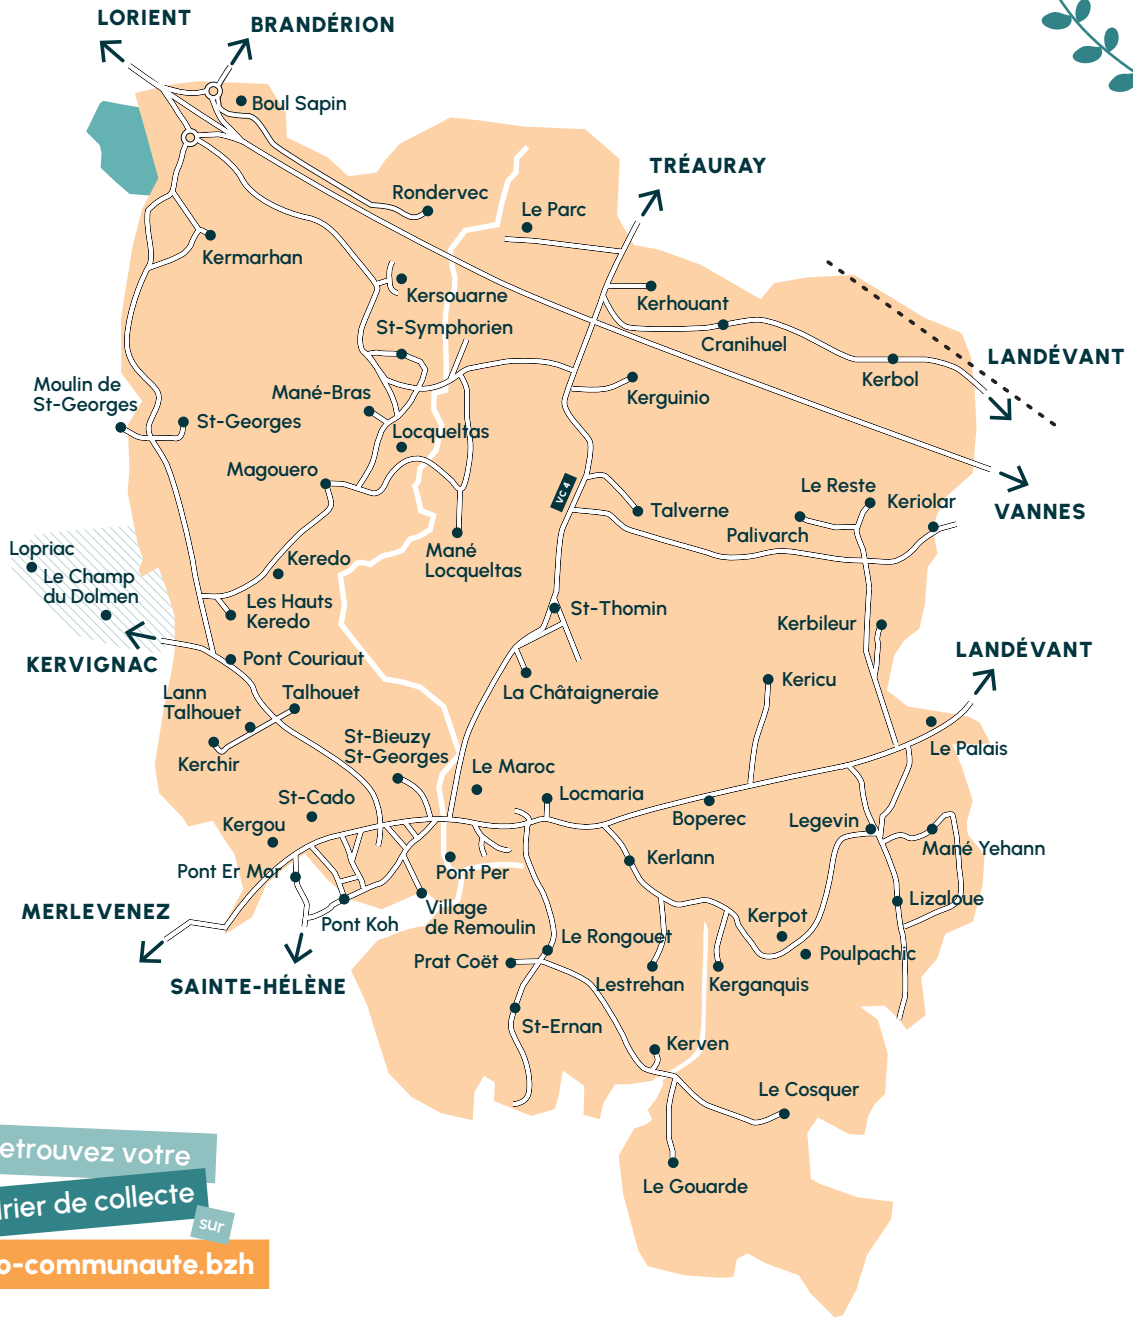 LORIENT
BRANDÉRION
Boul Sapin
TRÉAURAY
Rondervec
Le Parc
Kermarhan
Kersouarne
Kerhouant
St-Symphorien
Cranihuel
LANDÉVANT
Kerbol
Moulin de
St-Georges
Mané-Bras
Kerguinio
St-Georges
Locqueltas
Magouero
VC 4
Le Reste
Keriolar
Talverne
VANNES
Palivarch
Lopriac
Keredo
Mané
Locqueltas
Le Champ
du Dolmen
Les Hauts
Keredo
St-Thomin
Kerbileur
KERVIGNAC
Pont Couriaut
LANDÉVANT
Lann
Talhouet
Talhouet
La Châtaigneraie
Kericu
Kerchir
St-Bieuzy
St-Georges
Le Palais
Le Maroc
St-Cado
Locmaria
Kergou
Boperec
Legevin
Mané Yehann
Pont Er Mor
Pont Per
Kerlann
MERLEVENEZ
Pont Koh
Village
de Remoulin
Lizaloue
Kerpot
Le Rongouet
Prat Coët
Poulpachic
SAINTE-HÉLÈNE
Lestrehan
Kerganquis
St-Ernan
Kerven
Le Cosquer
Le Gouarde
etrouvez votre
drier de collecte
sur
o-communaute.bzh